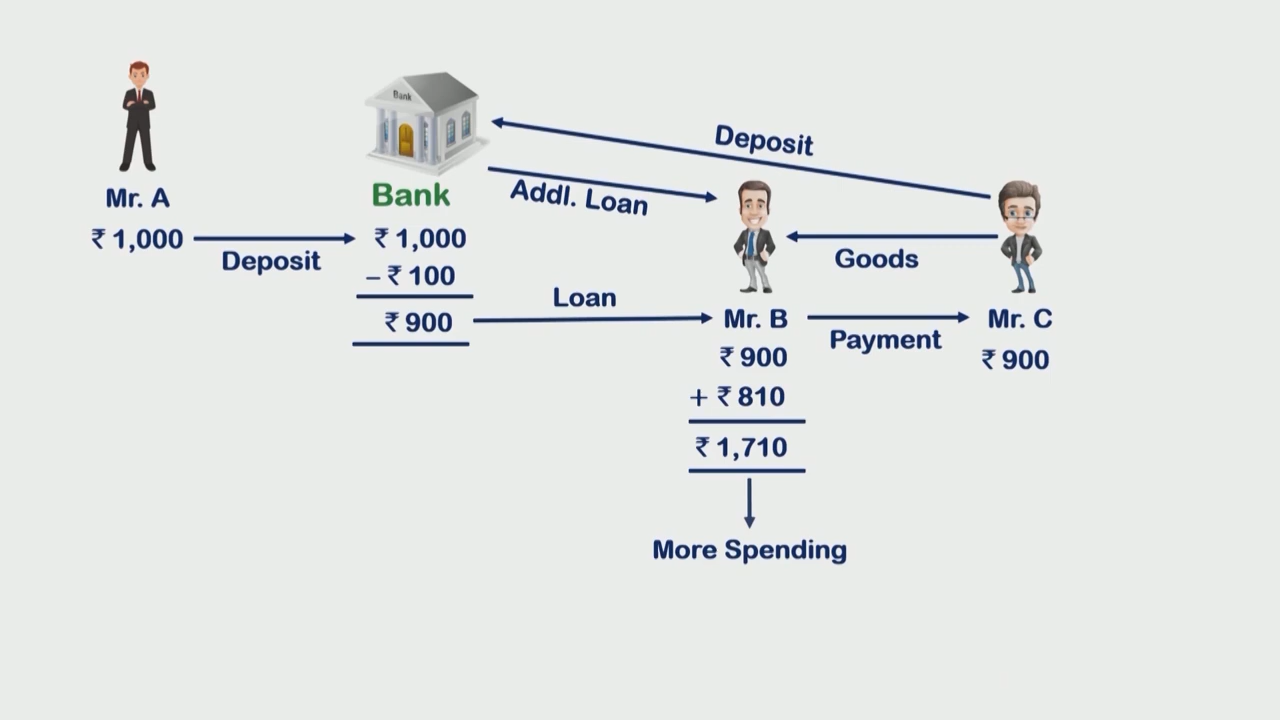 Bank
Deposit
Mr. A
Bank
Addl. Loan
₹ 1,000
Deposit
₹ 1,000
– ₹ 100
₹ 900
Loan
Goods
Mr. B
Payment
Mr. C
₹ 900
₹ 900
+ ₹ 810
₹ 1,710
More Spending